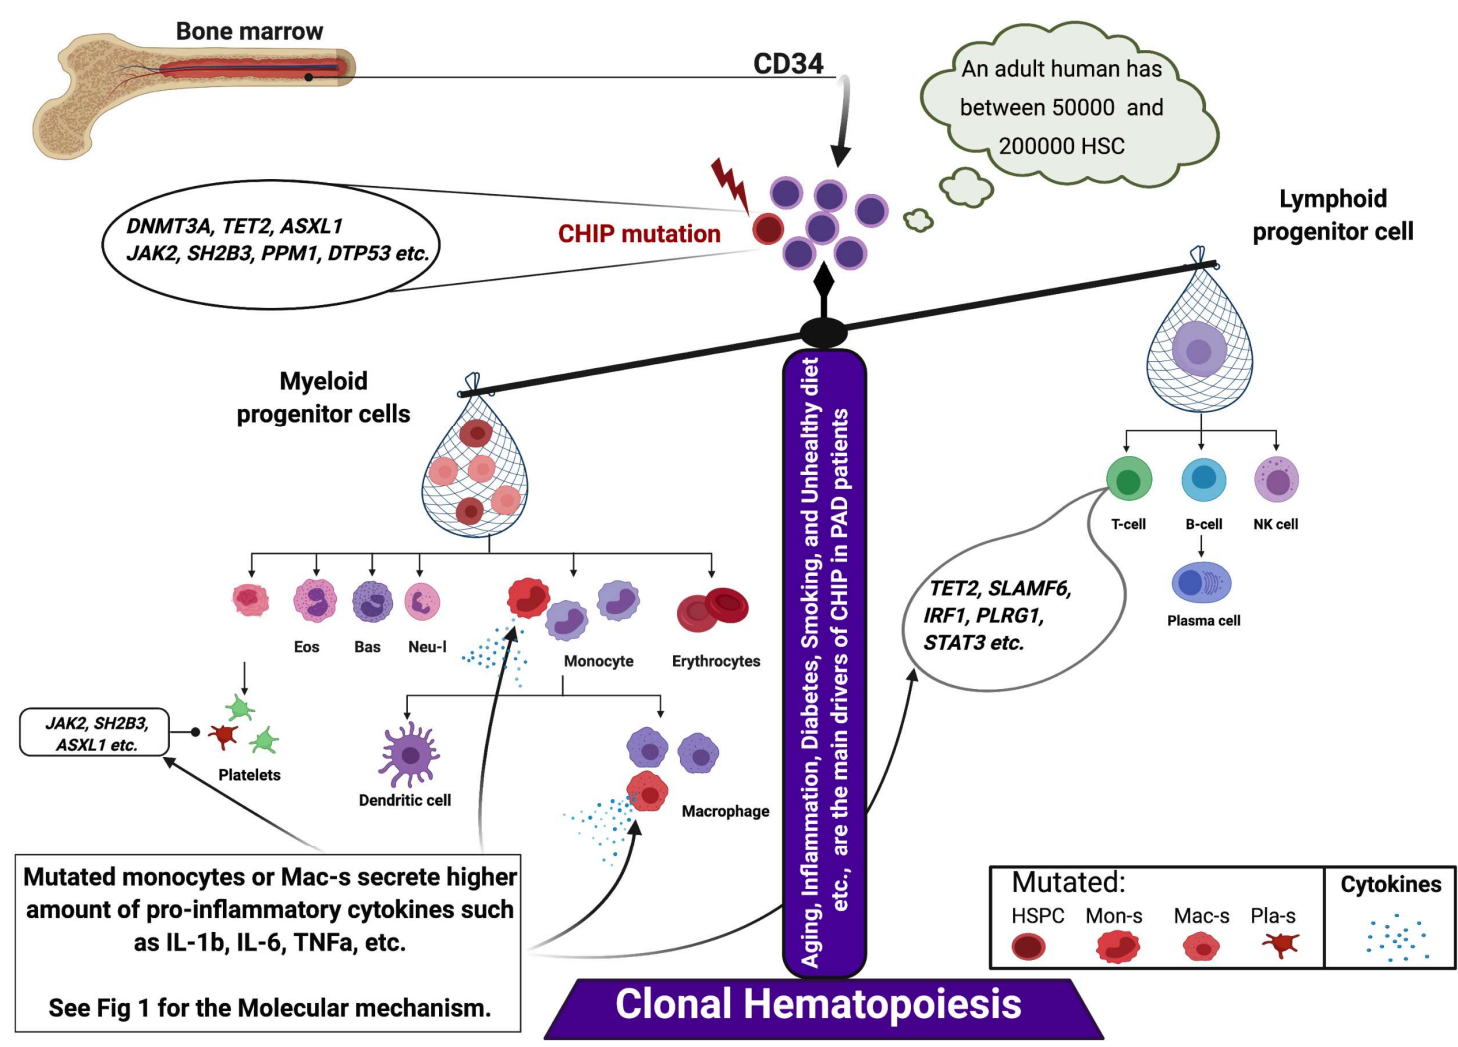 Bone marrow
CD34
An adult human has
between 50000 and
200000 HSC
DNMT3A, TET2, ASXL1
JAK2, SH2B3, PPM1, DTP53 etc.
CHIP mutation
Lymphoid
progenitor cell
Myeloid
progenitor cells
T-cell
B-cell
NK cell
Plasma cell
TET2, SLAMF6,
IRF1, PLRG1,
STAT3 etc.
Eos
Bas
Neu-l
Monocyte
Erythrocytes
JAK2, SH2B3,
ASXL1 etc.
Platelets
Dendritic cell
Macrophage
Aging, Inflammation, Diabetes, Smoking, and Unhealthy diet
etc., are the main drivers of CHIP in PAD patients
Mutated monocytes or Mac-s secrete higher
amount of pro-inflammatory cytokines such
as IL-1b, IL-6, TNFa, etc.
See Fig 1 for the Molecular mechanism.
Clonal Hematopoiesis
Mutated:
HSPC
Mon-s
Mac-s
Pla-s
Cytokines